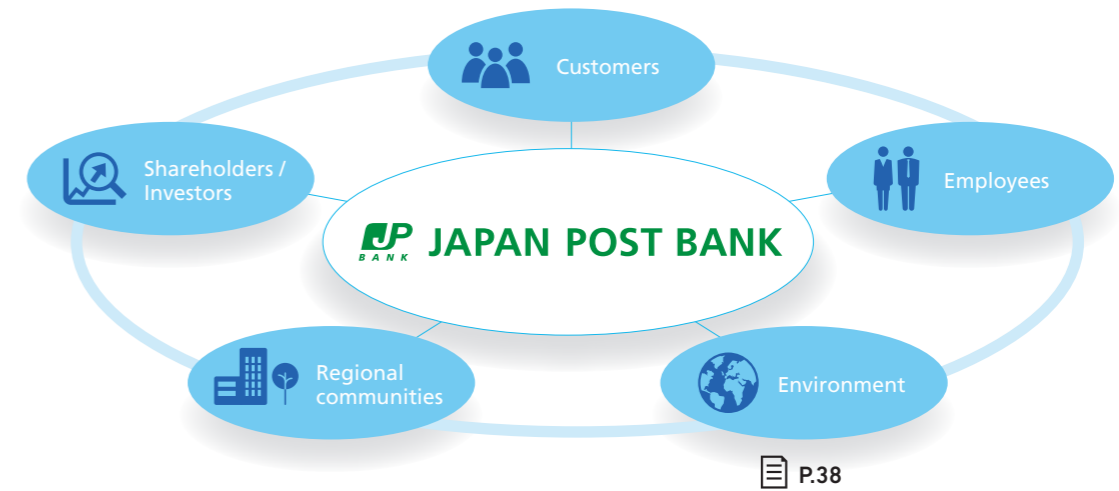 Customers
Shareholders /
Investors
Employees
JP
BANK
JAPAN POST BANK
Regional
communities
Environment
P.38